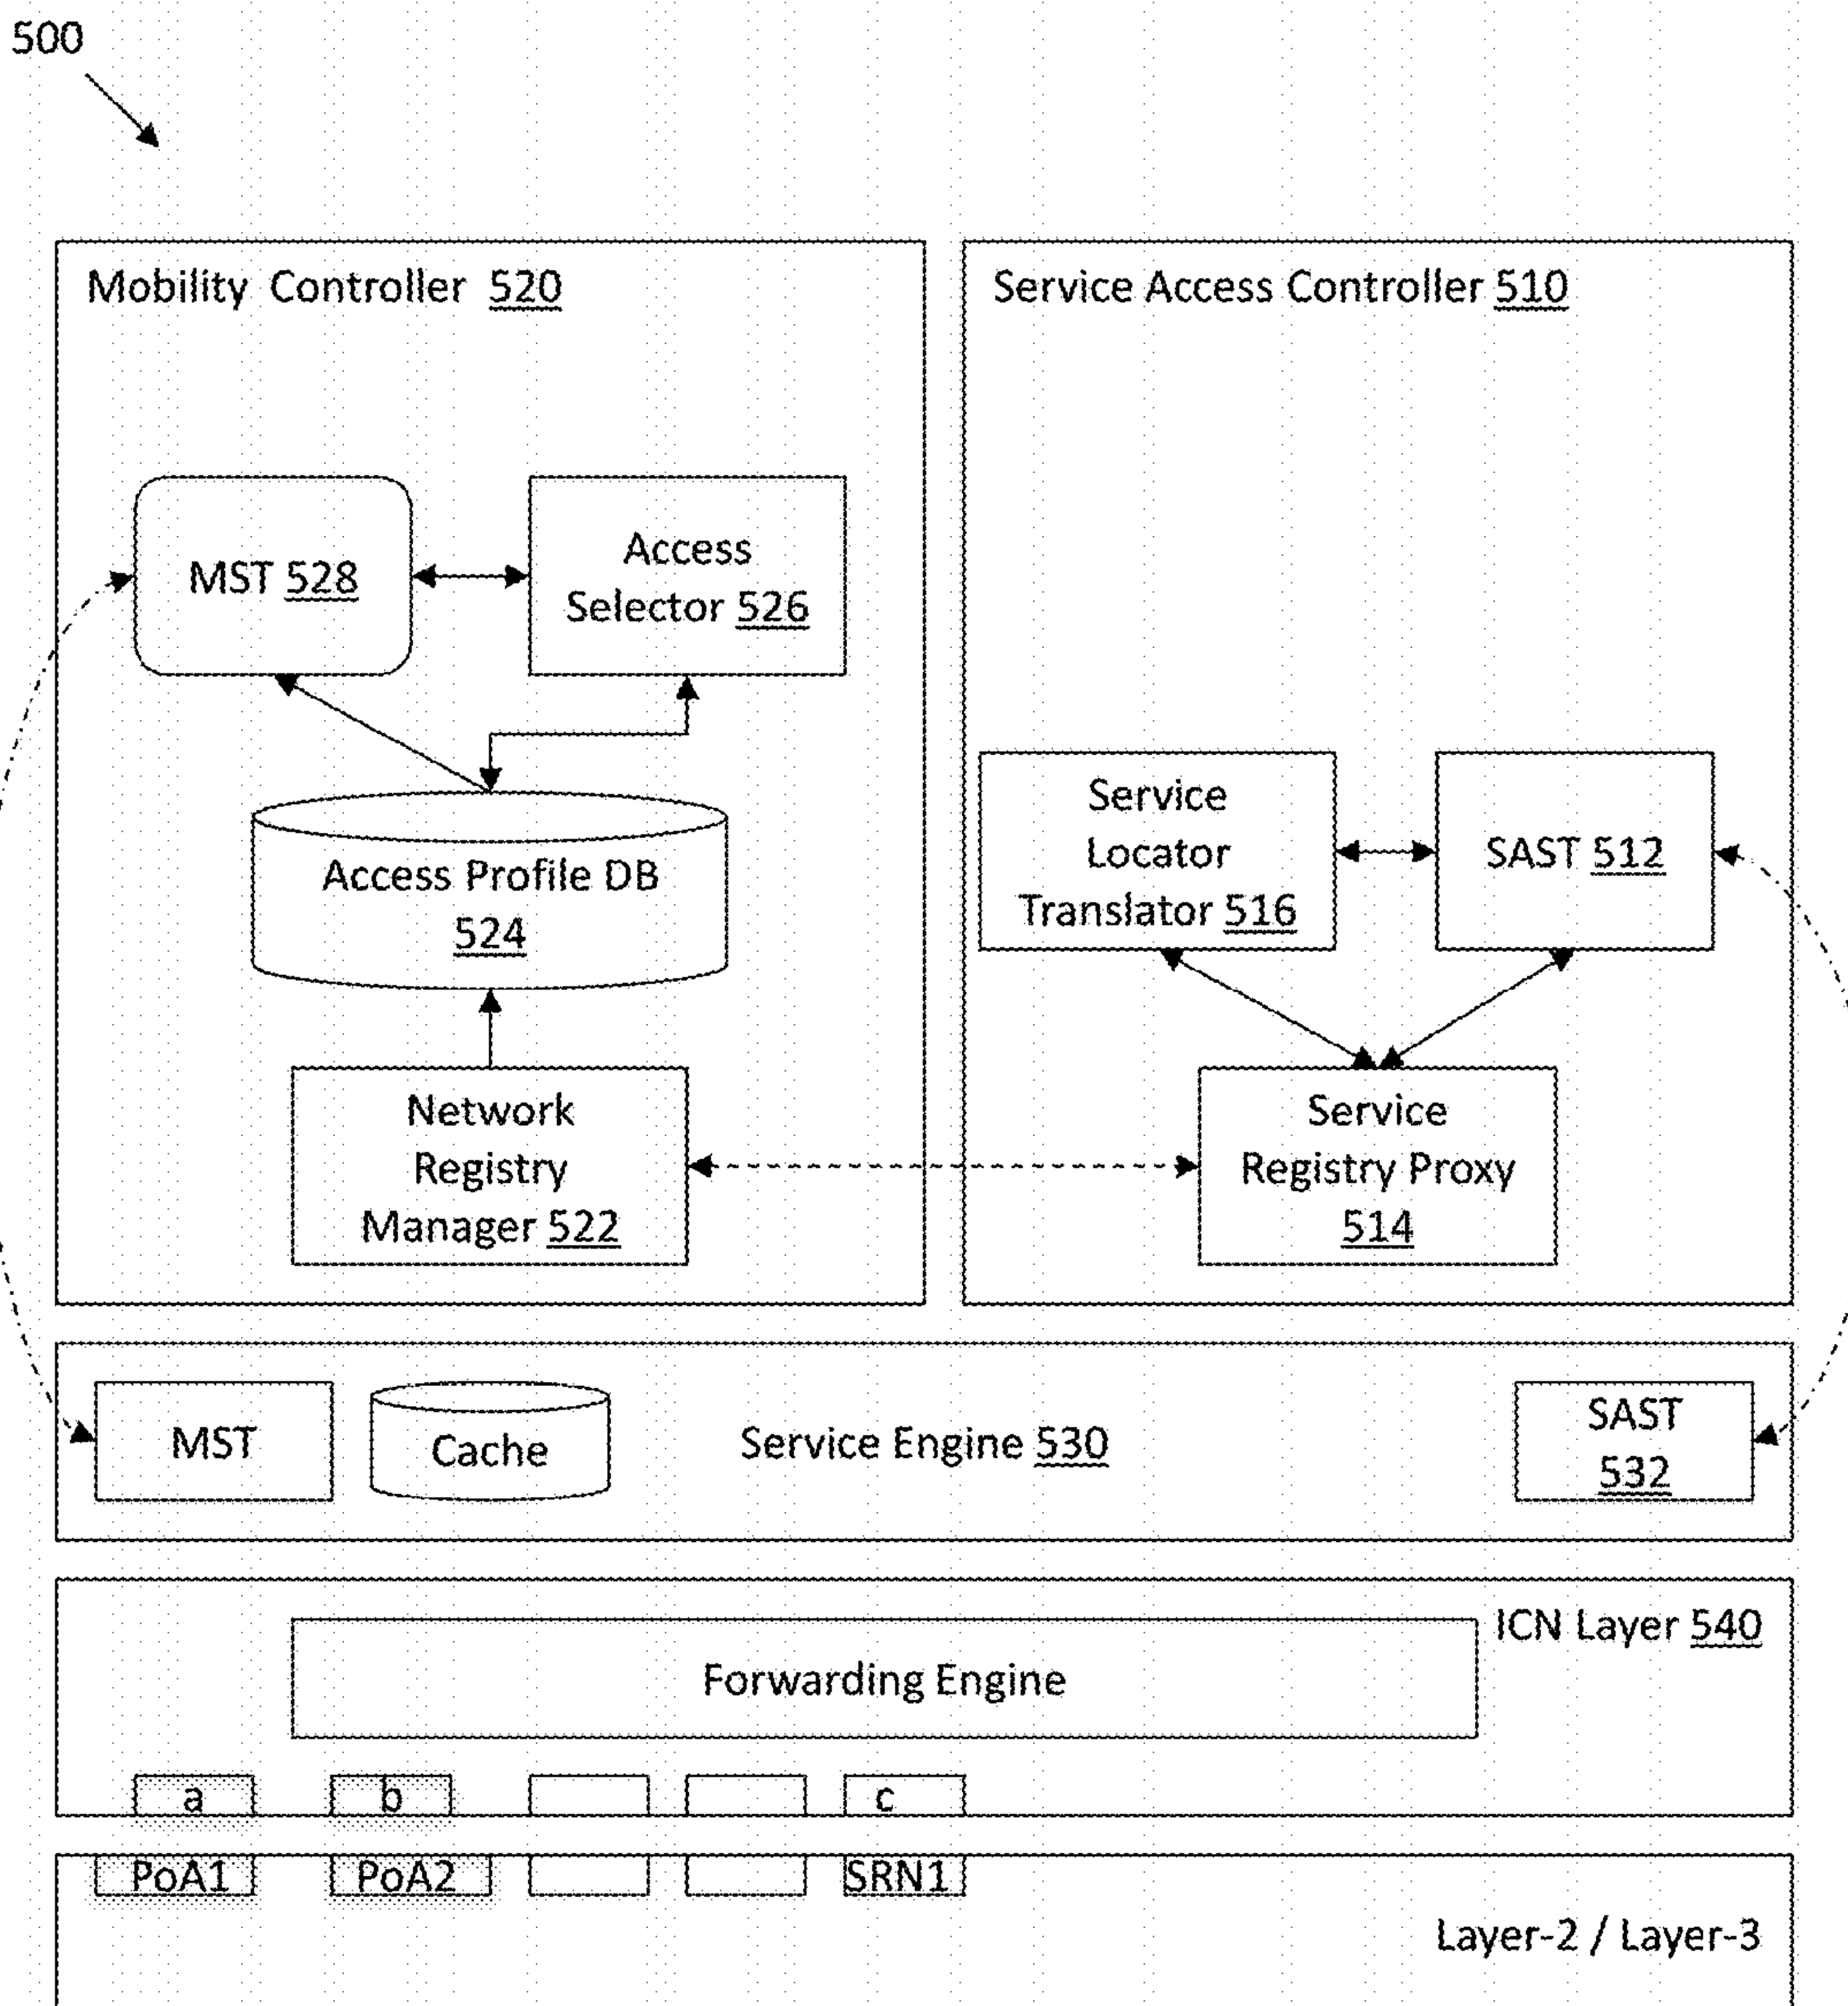 500
Mobility Controller 520
Service Access Controller 510
MST 528
Access
Selector 526
Service
Locator
Translator 516
SAST 512
Access Profile DB
524
Network
Registry
Manager 522
Service
Registry Proxy
514
MST
Cache
Service Engine 530
SAST
532
ICN Layer 540
Forwarding Engine
a
b
c
PoA1
PoA2
SRN1
Layer-2 / Layer-3